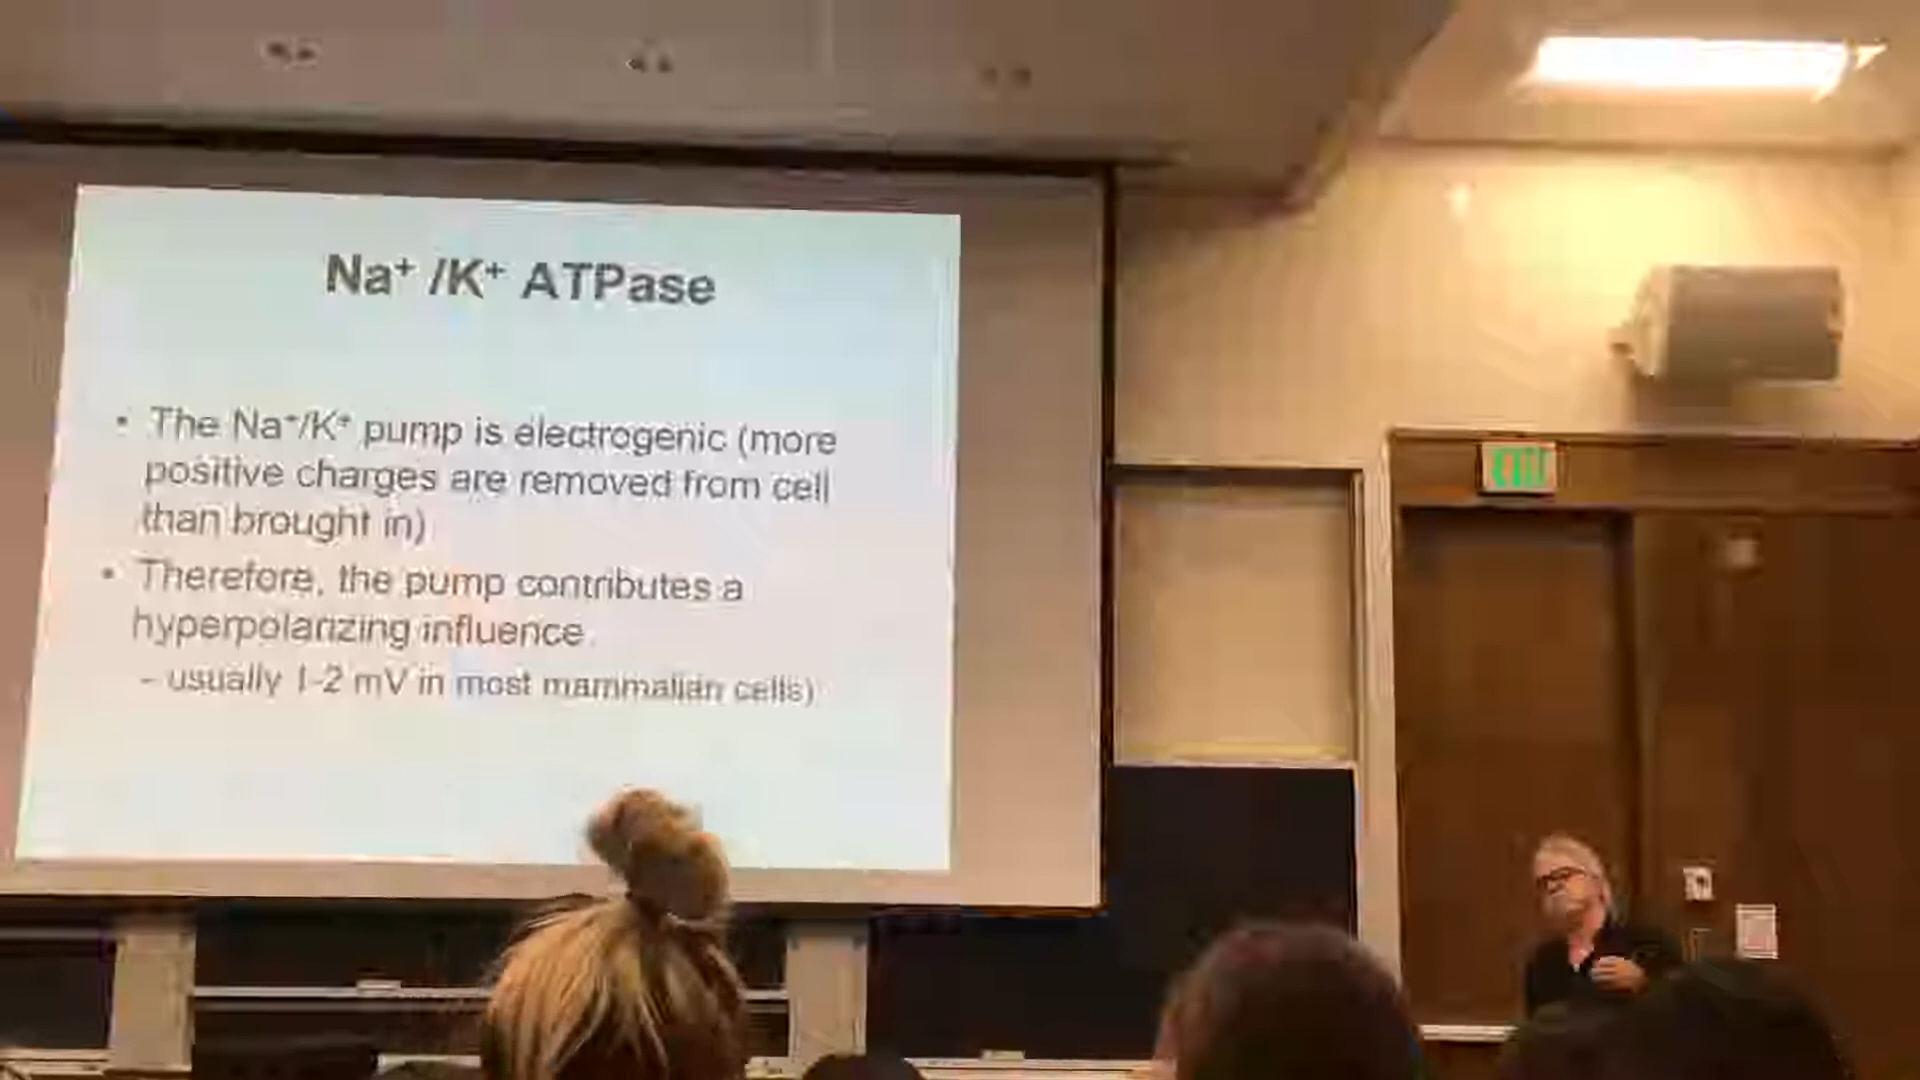 Na⁺ /K⁺ ATPase
• The Na⁺/K⁺ pump is electrogenic (more
positive charges are removed from cell
than brought in)
• Therefore, the pump contributes a
hyperpolarizing influence
– usually 1-2 mV in most mammalian cells)
EXIT